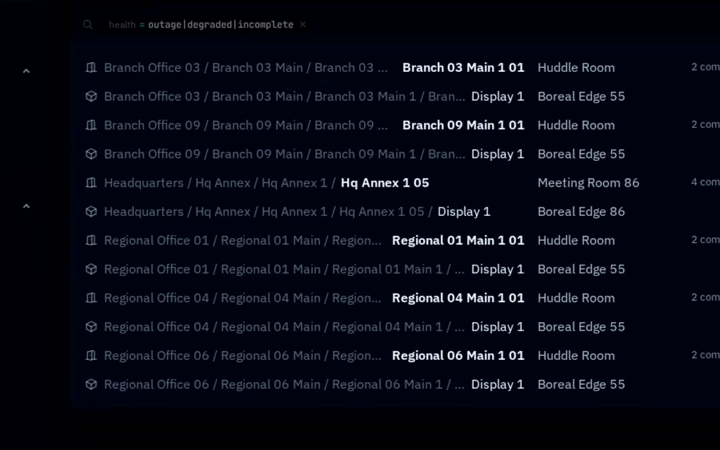 health = outage|degraded|incomplete ×
Branch Office 03 / Branch 03 Main / Branch 03 ... Branch 03 Main 1 01 Huddle Room 2 com
Branch Office 03 / Branch 03 Main / Branch 03 Main 1 / Bran... Display 1 Boreal Edge 55
Branch Office 09 / Branch 09 Main / Branch 09 ... Branch 09 Main 1 01 Huddle Room 2 com
Branch Office 09 / Branch 09 Main / Branch 09 Main 1 / Bran... Display 1 Boreal Edge 55
Headquarters / Hq Annex / Hq Annex 1 / Hq Annex 1 05 Meeting Room 86 4 com
Headquarters / Hq Annex / Hq Annex 1 / Hq Annex 1 05 / Display 1 Boreal Edge 86
Regional Office 01 / Regional 01 Main / Region... Regional 01 Main 1 01 Huddle Room 2 com
Regional Office 01 / Regional 01 Main / Regional 01 Main 1 / ... Display 1 Boreal Edge 55
Regional Office 04 / Regional 04 Main / Region... Regional 04 Main 1 01 Huddle Room 2 com
Regional Office 04 / Regional 04 Main / Regional 04 Main 1 / ... Display 1 Boreal Edge 55
Regional Office 06 / Regional 06 Main / Region... Regional 06 Main 1 01 Huddle Room 2 com
Regional Office 06 / Regional 06 Main / Regional 06 Main 1 / ... Display 1 Boreal Edge 55